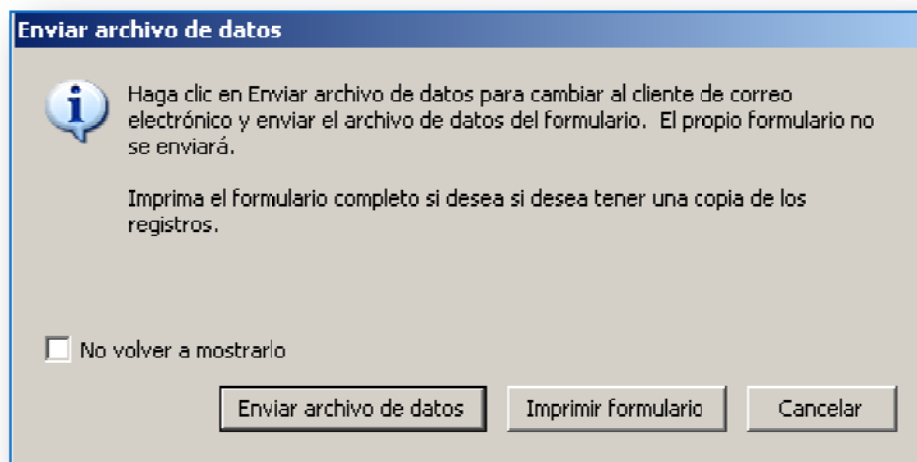 Enviar archivo de datos
Haga clic en Enviar archivo de datos para cambiar al cliente de correo
electrónico y enviar el archivo de datos del formulario. El propio formulario no
se enviará.
Imprima el formulario completo si desea si desea tener una copia de los
registros.
No volver a mostrarlo
Enviar archivo de datos
Imprimir formulario
Cancelar